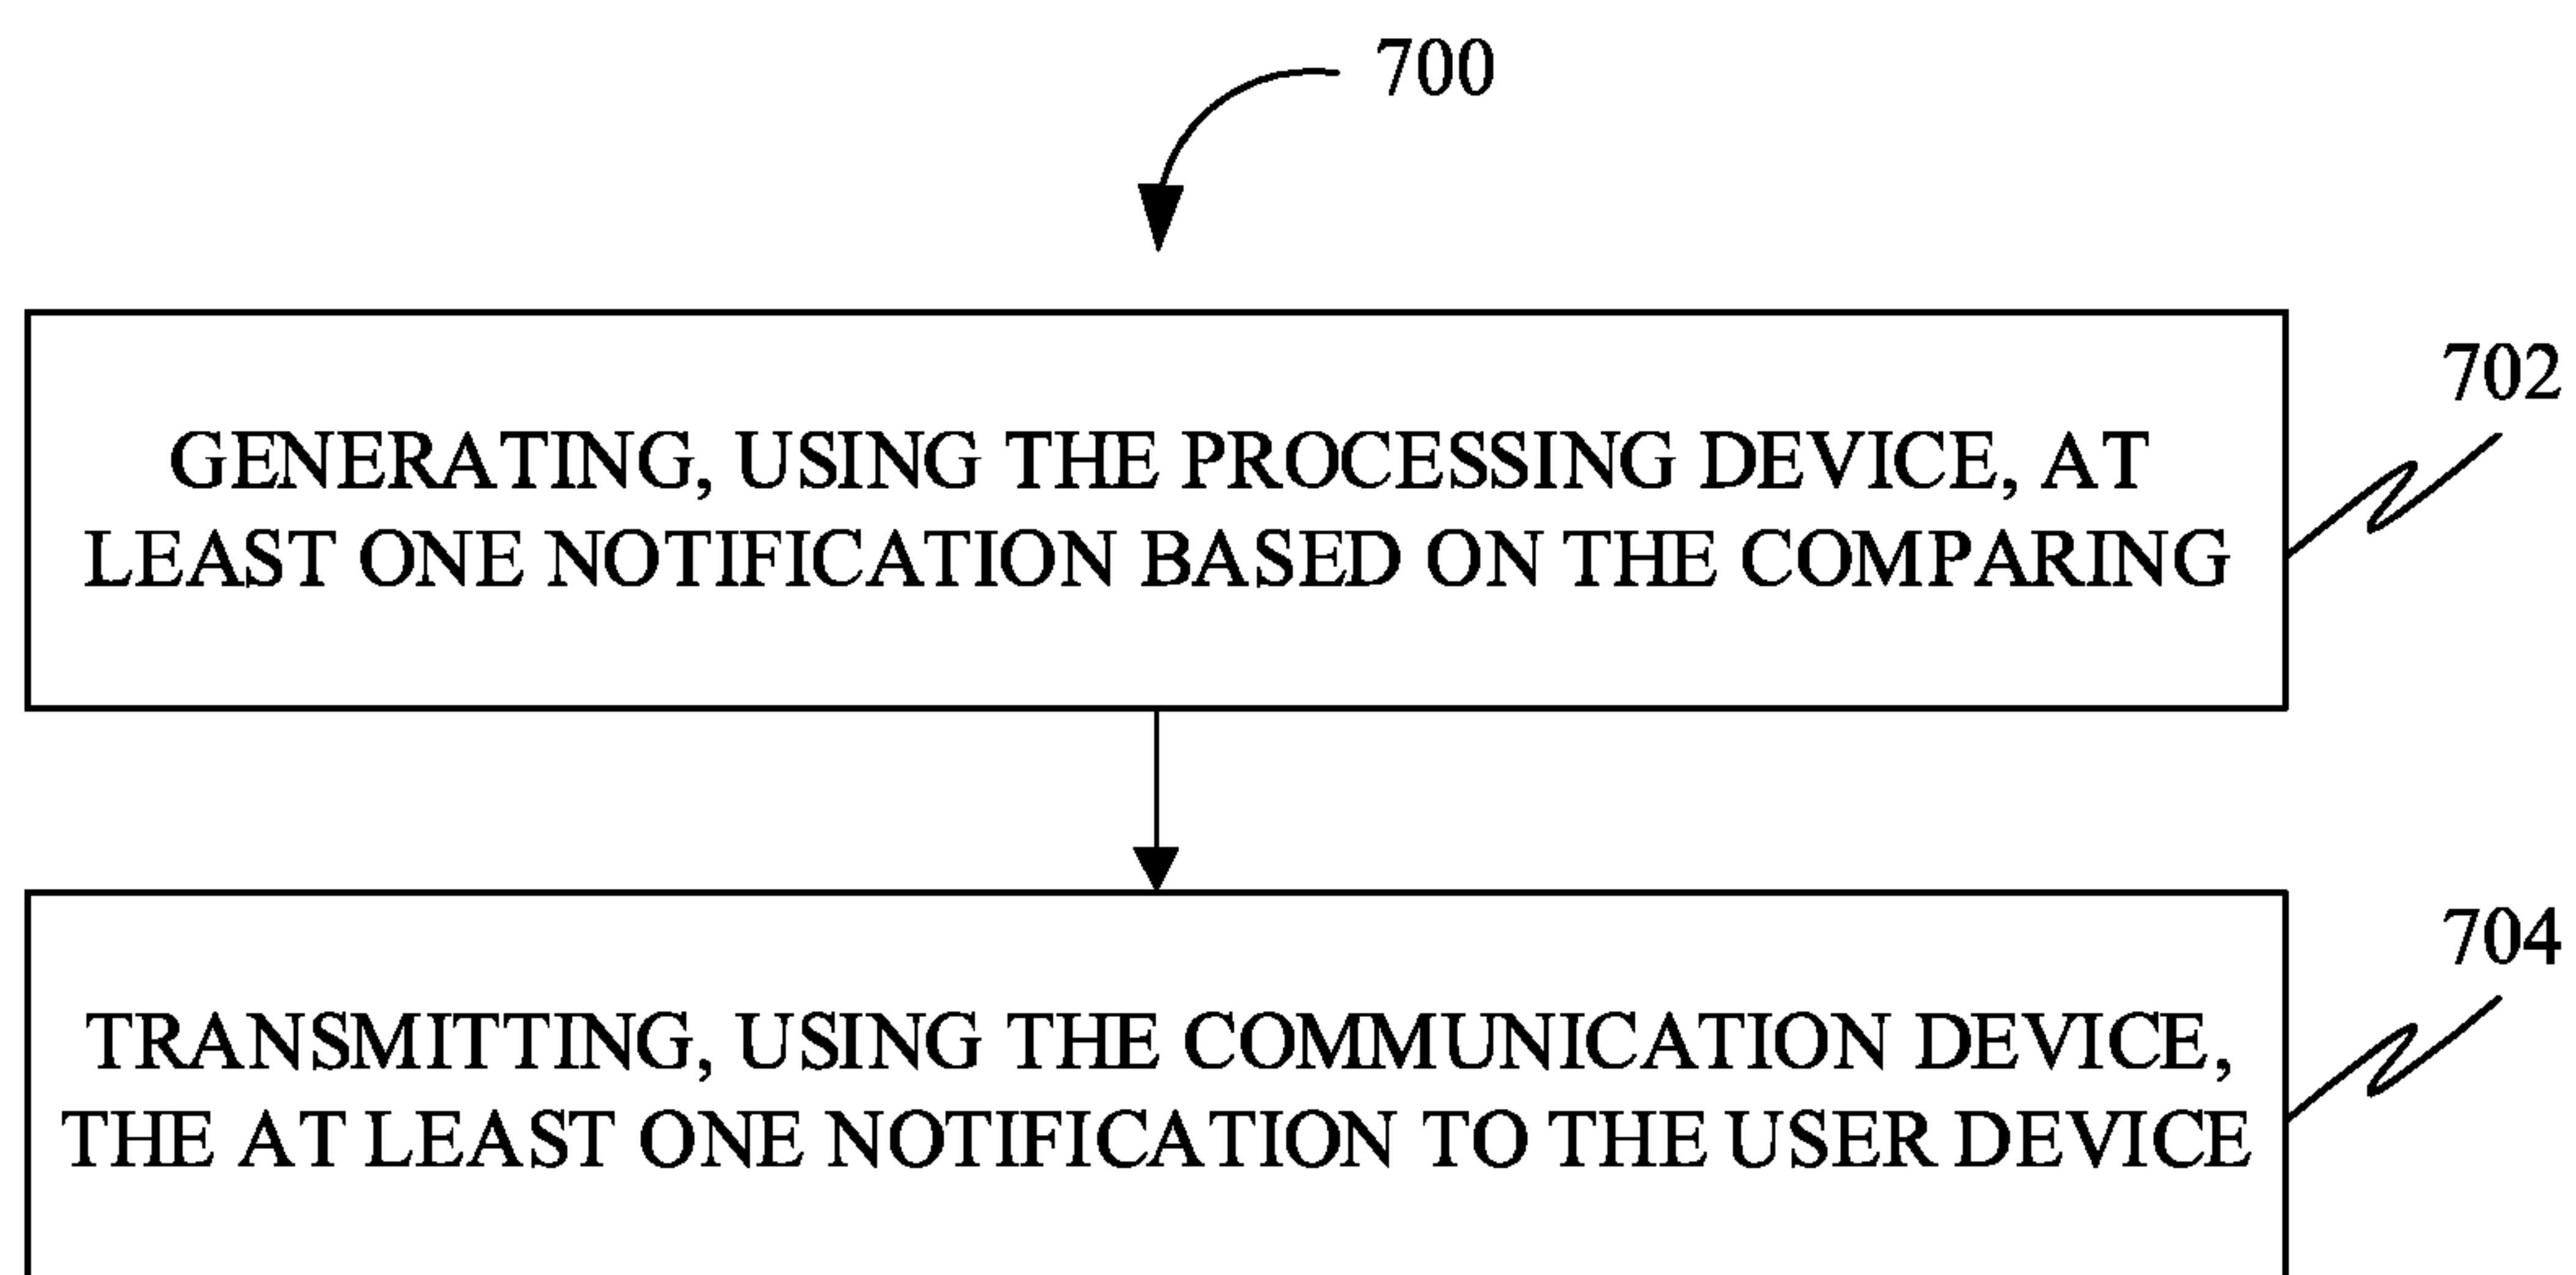 700
702
GENERATING, USING THE PROCESSING DEVICE, AT
LEAST ONE NOTIFICATION BASED ON THE COMPARING
704
TRANSMITTING, USING THE COMMUNICATION DEVICE,
THE AT LEAST ONE NOTIFICATION TO THE USER DEVICE